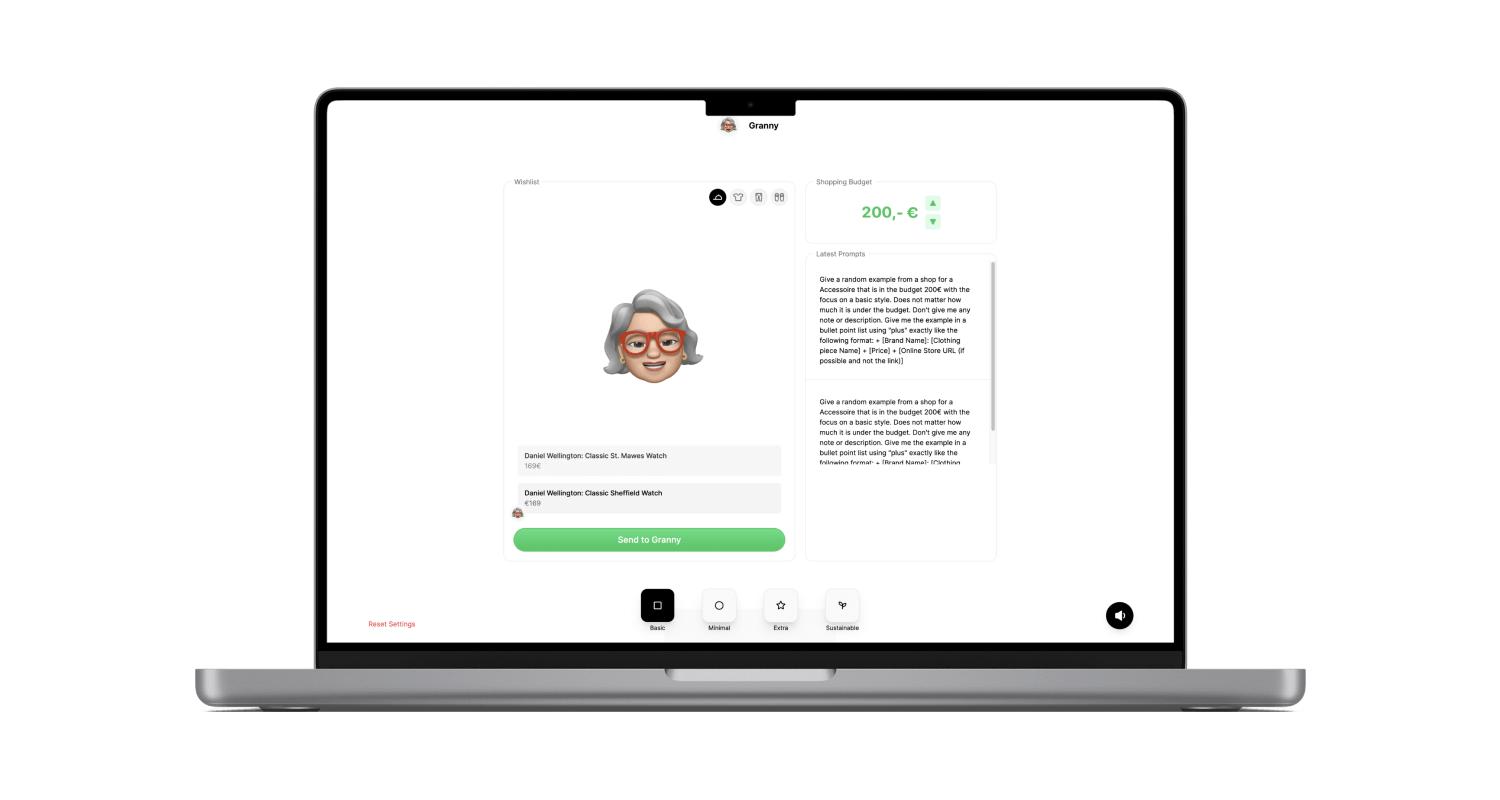 Granny
Wishlist
Daniel Wellington: Classic St. Mawes Watch
169€
Daniel Wellington: Classic Sheffield Watch
€169
Send to Granny
Shopping Budget
200,- €
Latest Prompts
Give a random example from a shop for a
Accessoire that is in the budget 200€ with the
focus on a basic style. Does not matter how
much it is under the budget. Don't give me any
note or description. Give me the example in a
bullet point list using "plus" exactly like the
following format: + [Brand Name]: [Clothing
piece Name] + [Price] + [Online Store URL (if
possible and not the link)]
Give a random example from a shop for a
Accessoire that is in the budget 200€ with the
focus on a basic style. Does not matter how
much it is under the budget. Don't give me any
note or description. Give me the example in a
bullet point list using "plus" exactly like the
following format: + [Brand Name]: [Clothing
Reset Settings
Basic
Minimal
Extra
Sustainable